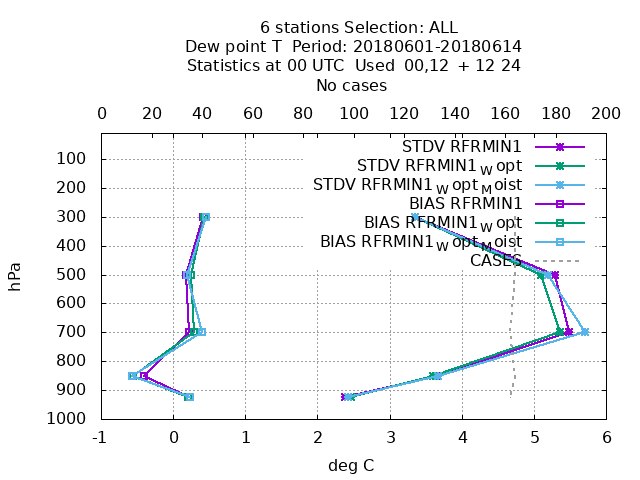 6 stations Selection: ALL
Dew point T  Period: 20180601-20180614
Statistics at 00 UTC  Used  00,12  + 12 24
No cases
0 20 40 60 80 100 120 140 160 180 200
STDV RFRMIN1
STDV RFRMIN1_W opt
STDV RFRMIN1_W opt_M oist
BIAS RFRMIN1
BIAS RFRMIN1_W opt
BIAS RFRMIN1_W opt_M oist
CASES
100
200
300
400
500
600
700
800
900
1000
hPa
-1 0 1 2 3 4 5 6
deg C